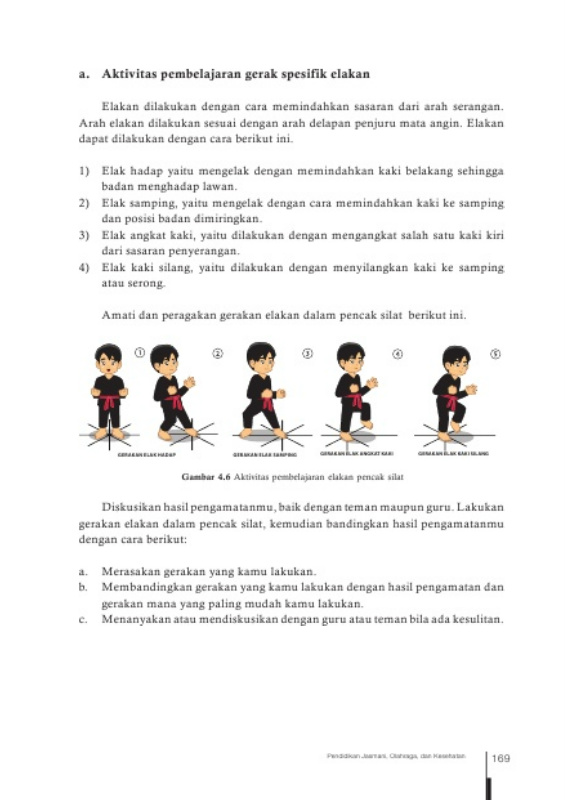 a. Aktivitas pembelajaran gerak spesifik elakan
Elakan dilakukan dengan cara memindahkan sasaran dari arah serangan.
Arah elakan dilakukan sesuai dengan arah delapan penjuru mata angin. Elakan
dapat dilakukan dengan cara berikut ini.
1) Elak hadap yaitu mengelak dengan memindahkan kaki belakang sehingga
badan menghadap lawan.
2) Elak samping, yaitu mengelak dengan cara memindahkan kaki ke samping
dan posisi badan dimiringkan.
3) Elak angkat kaki, yaitu dilakukan dengan mengangkat salah satu kaki kiri
dari sasaran penyerangan.
4) Elak kaki silang, yaitu dilakukan dengan menyilangkan kaki ke samping
atau serong.
Amati dan peragakan gerakan elakan dalam pencak silat berikut ini.
1 2 3 4 5
GERAKAN ELAK HADAP GERAKAN ELAK SAMPING GERAKAN ELAK ANGKAT KAKI GERAKAN ELAK KAKI SILANG
Gambar 4.6 Aktivitas pembelajaran elakan pencak silat
Diskusikan hasil pengamatanmu, baik dengan teman maupun guru. Lakukan
gerakan elakan dalam pencak silat, kemudian bandingkan hasil pengamatanmu
dengan cara berikut:
a. Merasakan gerakan yang kamu lakukan.
b. Membandingkan gerakan yang kamu lakukan dengan hasil pengamatan dan
gerakan mana yang paling mudah kamu lakukan.
c. Menanyakan atau mendiskusikan dengan guru atau teman bila ada kesulitan.
Pendidikan Jasmani, Olahraga, dan Kesehatan 169